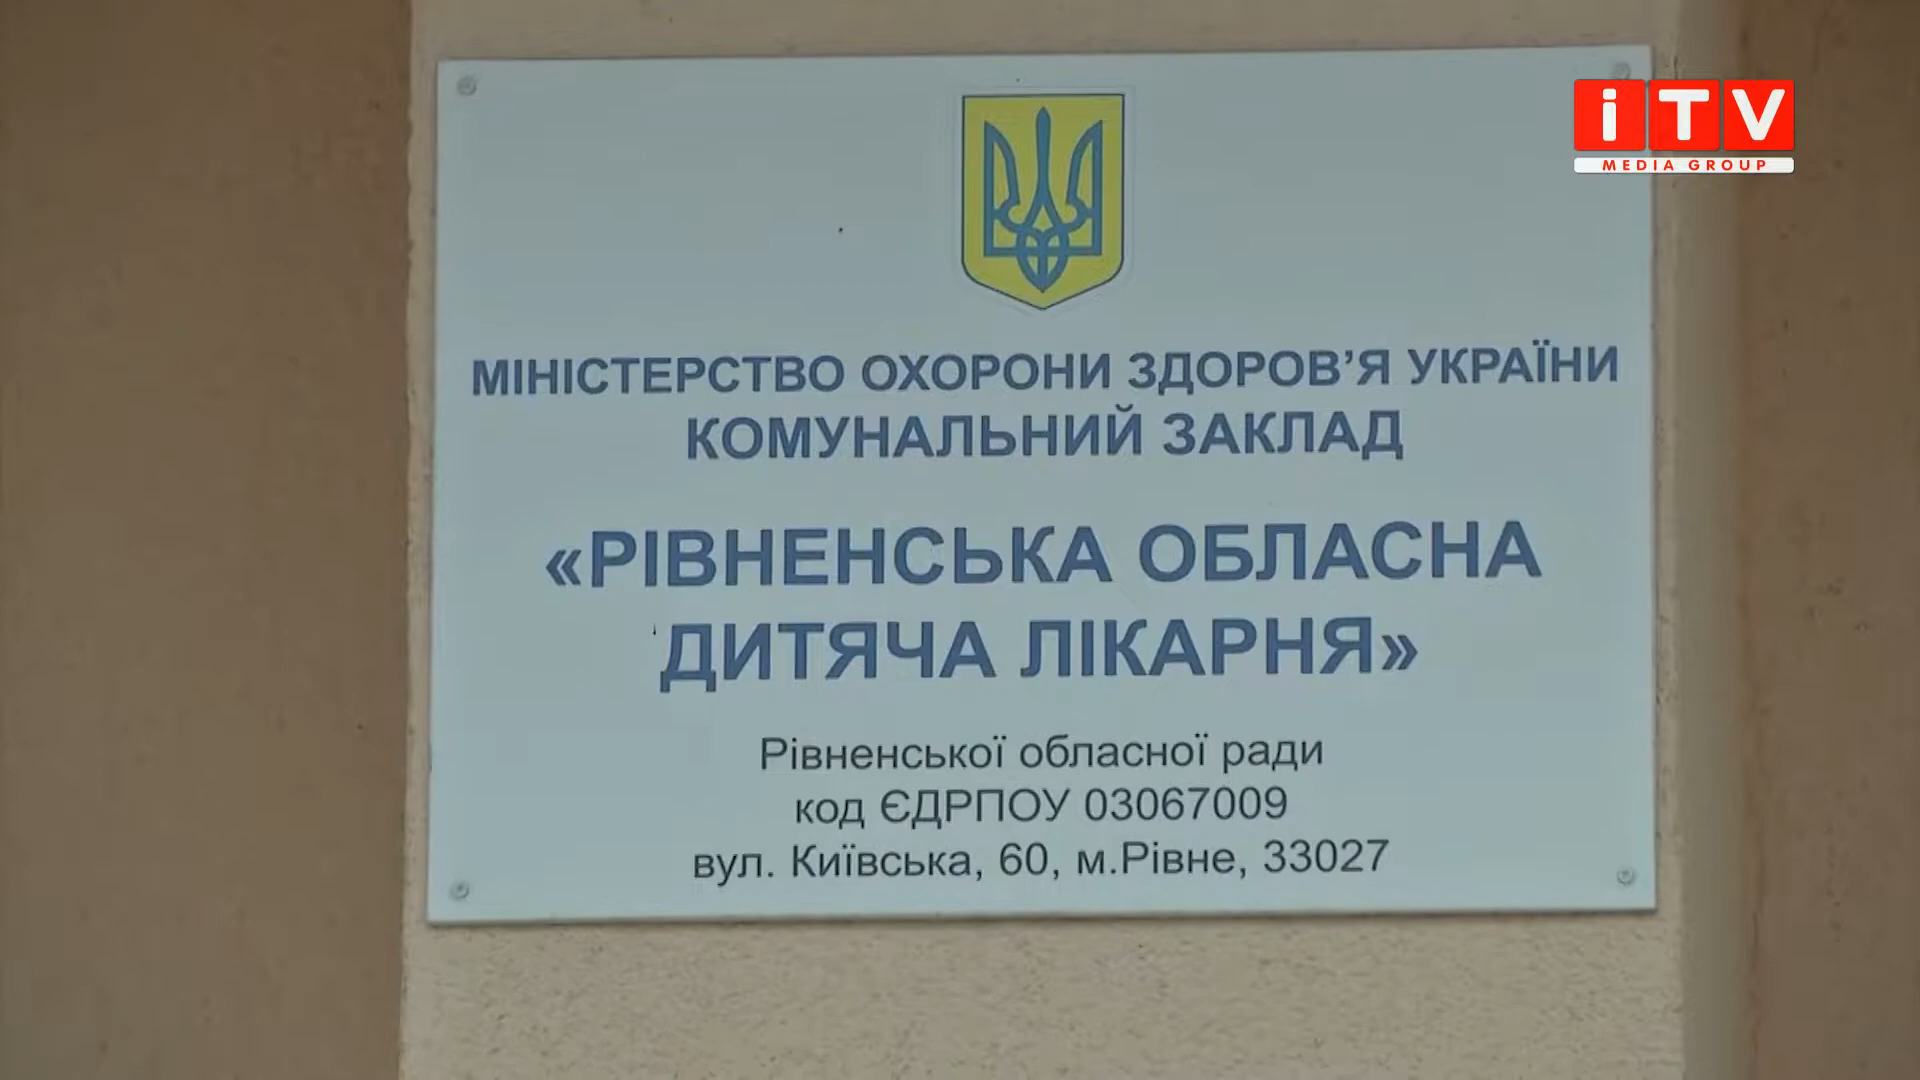 iTV
MEDIA GROUP
МІНІСТЕРСТВО ОХОРОНИ ЗДОРОВ’Я УКРАЇНИ
КОМУНАЛЬНИЙ ЗАКЛАД
«РІВНЕНСЬКА ОБЛАСНА
ДИТЯЧА ЛІКАРНЯ»
Рівненської обласної ради
код ЄДРПОУ 03067009
вул. Київська, 60, м.Рівне, 33027